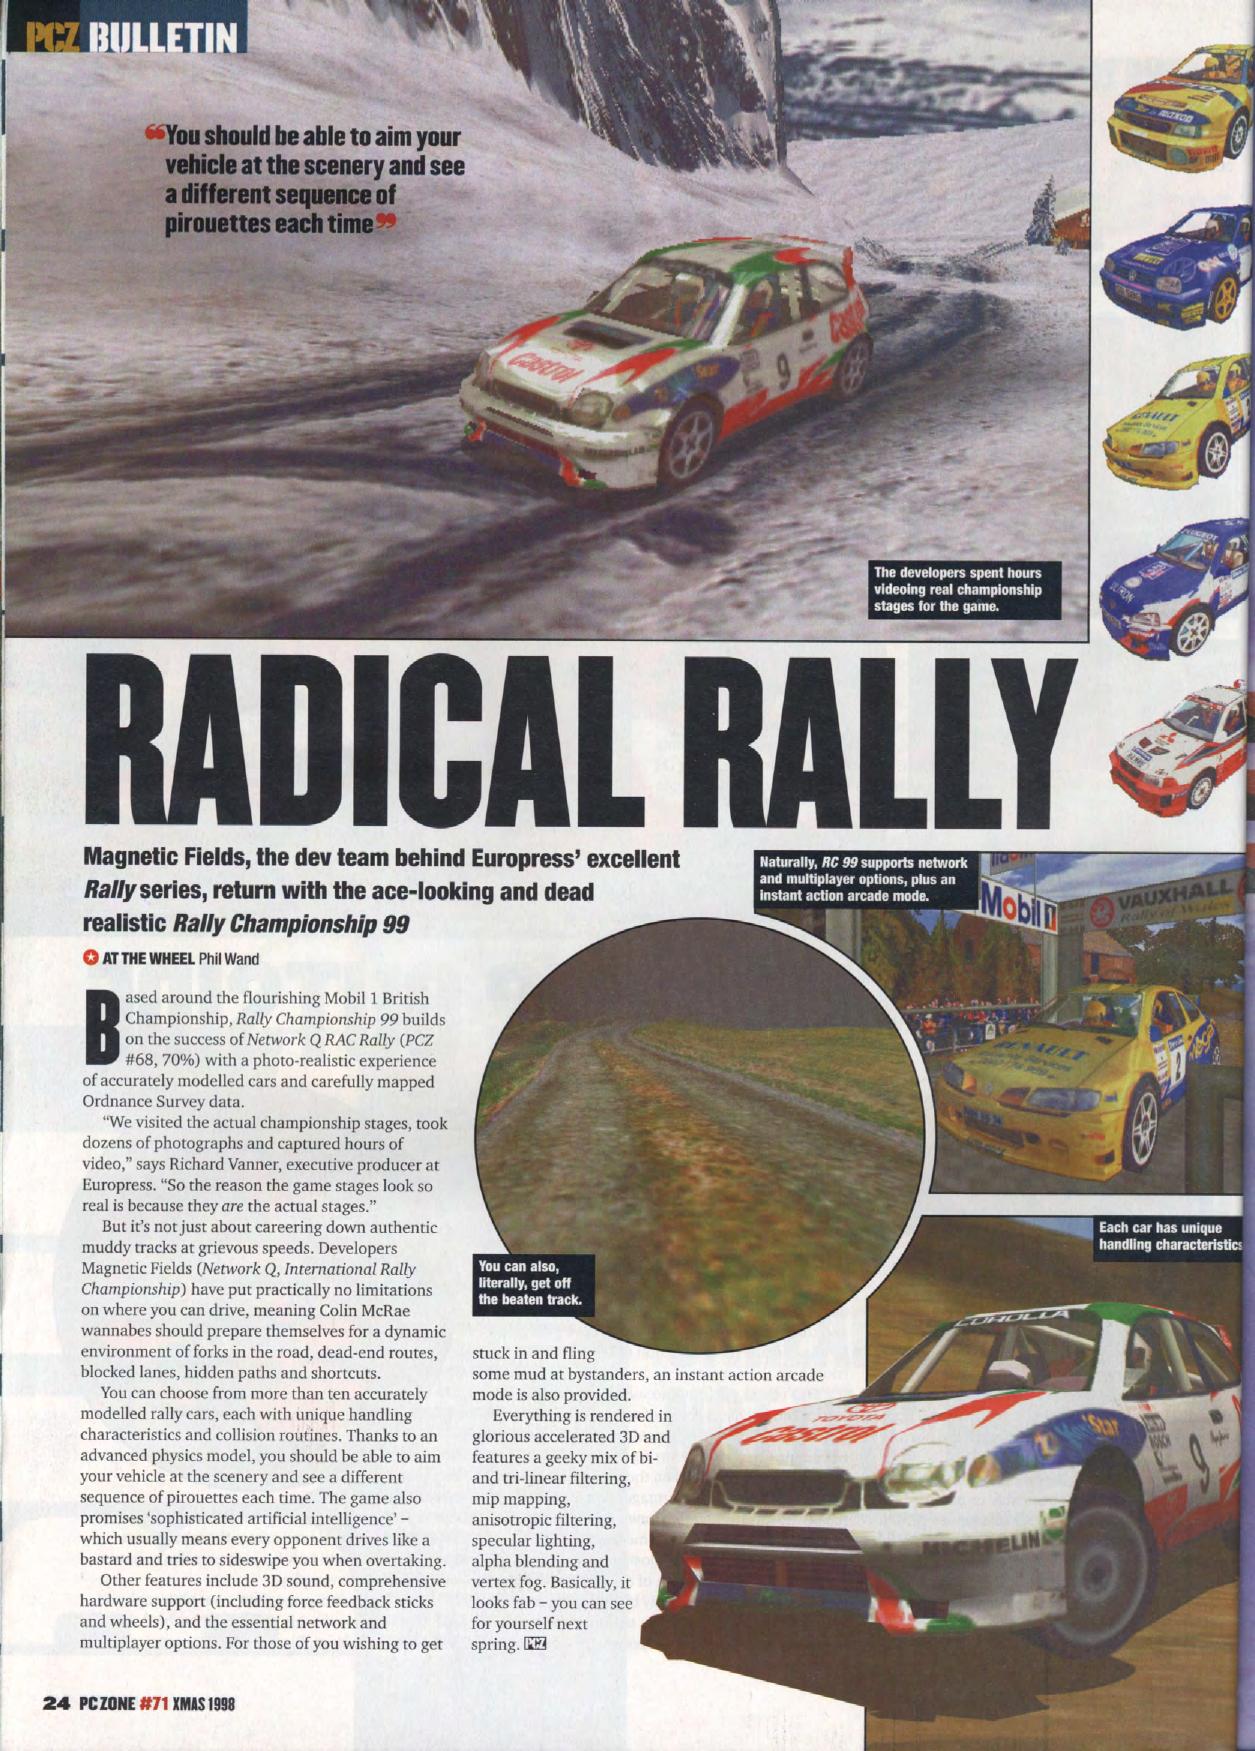 PCZ BULLETIN
“You should be able to aim your
vehicle at the scenery and see
a different sequence of
pirouettes each time”
The developers spent hours
videoing real championship
stages for the game.
RADICAL RALLY
Magnetic Fields, the dev team behind Europress’ excellent
Rally series, return with the ace-looking and dead
realistic Rally Championship 99
AT THE WHEEL Phil Wand
Based around the flourishing Mobil 1 British
Championship, Rally Championship 99 builds
on the success of Network Q RAC Rally (PCZ
#68, 70%) with a photo-realistic experience
of accurately modelled cars and carefully mapped
Ordnance Survey data.
“We visited the actual championship stages, took
dozens of photographs and captured hours of
video,” says Richard Vanner, executive producer at
Europress. “So the reason the game stages look so
real is because they are the actual stages.”
But it’s not just about careering down authentic
muddy tracks at grievous speeds. Developers
Magnetic Fields (Network Q, International Rally
Championship) have put practically no limitations
on where you can drive, meaning Colin McRae
wannabes should prepare themselves for a dynamic
environment of forks in the road, dead-end routes,
blocked lanes, hidden paths and shortcuts.
You can choose from more than ten accurately
modelled rally cars, each with unique handling
characteristics and collision routines. Thanks to an
advanced physics model, you should be able to aim
your vehicle at the scenery and see a different
sequence of pirouettes each time. The game also
promises ‘sophisticated artificial intelligence’ –
which usually means every opponent drives like a
bastard and tries to sideswipe you when overtaking.
Other features include 3D sound, comprehensive
hardware support (including force feedback sticks
and wheels), and the essential network and
multiplayer options. For those of you wishing to get
stuck in and fling
some mud at bystanders, an instant action arcade
mode is also provided.
Everything is rendered in
glorious accelerated 3D and
features a geeky mix of bi-
and tri-linear filtering,
mip mapping,
anisotropic filtering,
specular lighting,
alpha blending and
vertex fog. Basically, it
looks fab – you can see
for yourself next
spring. PCZ
Naturally, RC 99 supports network
and multiplayer options, plus an
instant action arcade mode.
Mobil 1
VAUXHALL
Rally of Wales
RENAULT
2
You can also,
literally, get off
the beaten track.
Each car has unique
handling characteristics
COROLLA
TOYOTA
Castrol
MICHELIN
BOSCH
9
Castrol
9
Castrol
RENAULT
PEUGEOT
24 PC ZONE #71 XMAS 1998